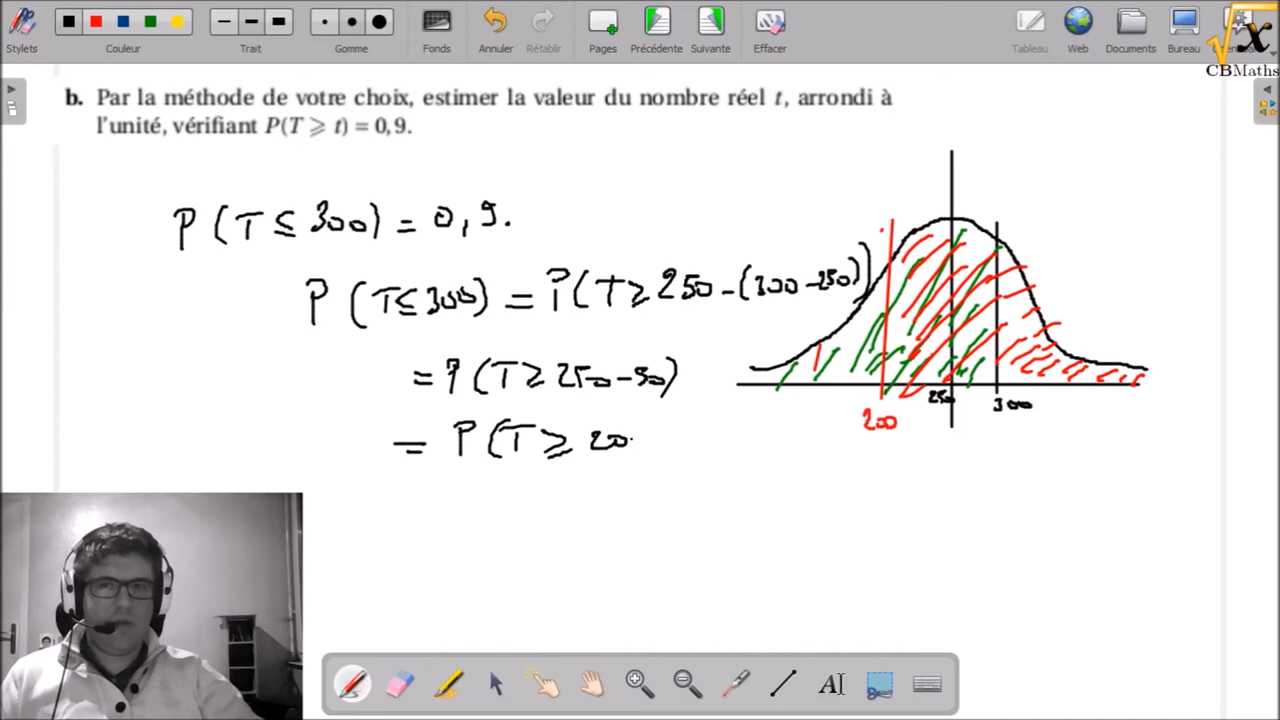 Stylets Couleur Trait Gomme Fonds Annuler Rétablir Pages Précédente Suivante Effacer Tableau Web Documents Bureau
CBMaths
b. Par la méthode de votre choix, estimer la valeur du nombre réel t, arrondi à
l'unité, vérifiant P(T ⩾ t) = 0,9.
P(T ≤ 300) = 0,9.
P(T ≤ 300) = P(T ≥ 250 - (300 - 250))
= P(T ≥ 250 - 50)
= P(T ≥ 20
200 250 300